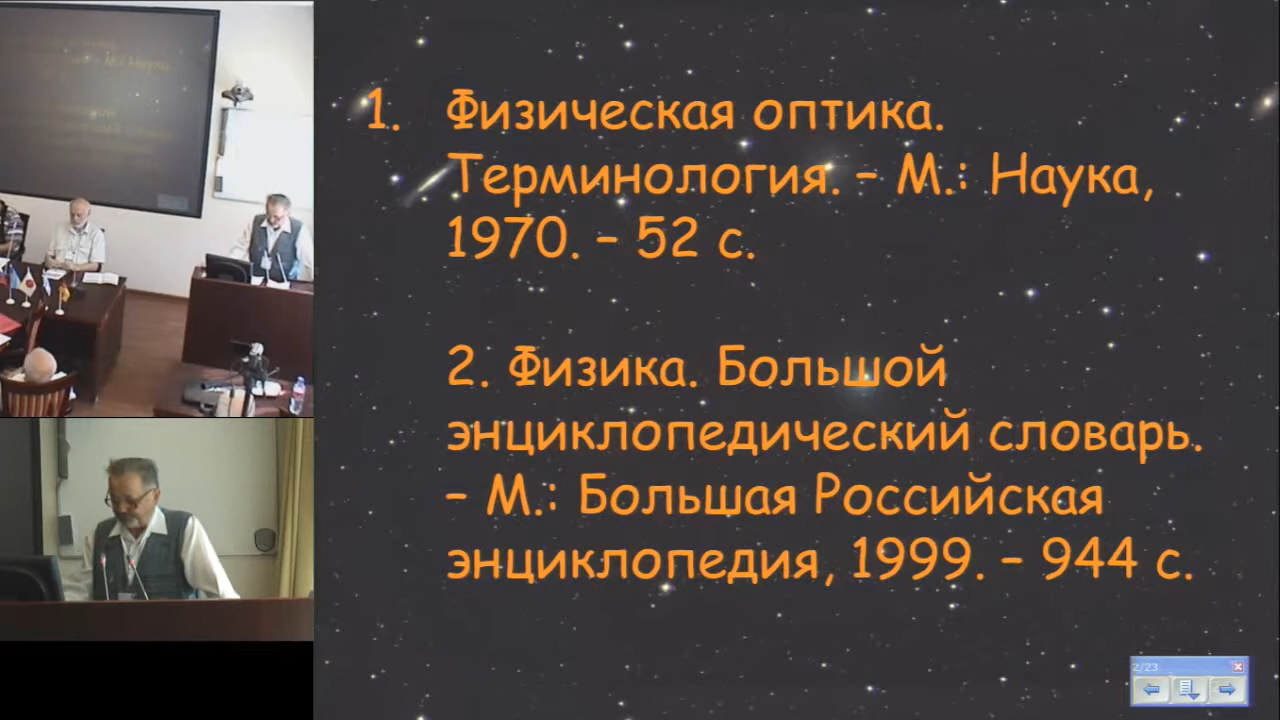 1. Физическая оптика.
Терминология. – М.: Наука,
1970. – 52 с.
2. Физика. Большой
энциклопедический словарь.
– М.: Большая Российская
энциклопедия, 1999. – 944 с.
2/23